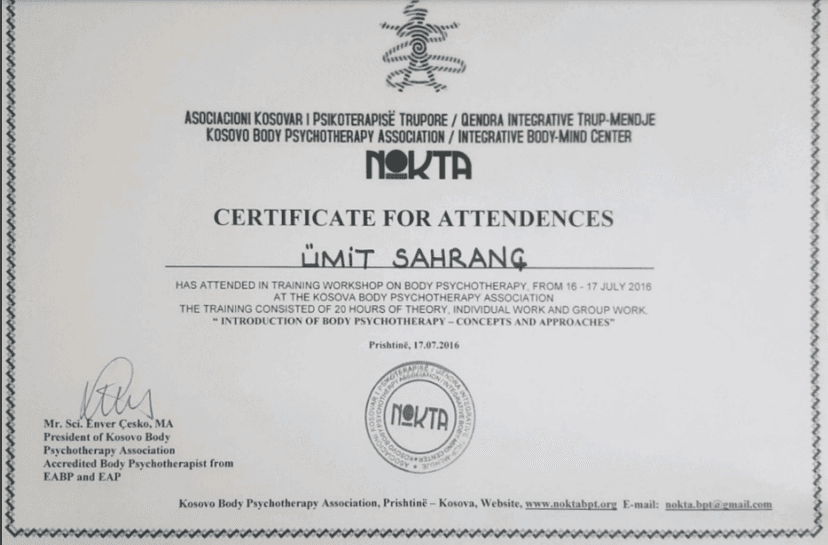 ASOCIACIONI KOSOVAR I PSIKOTERAPISË TRUPORE / QENDRA INTEGRATIVE TRUP-MENDJE
KOSOVO BODY PSYCHOTHERAPY ASSOCIATION / INTEGRATIVE BODY-MIND CENTER
NOKTA
CERTIFICATE FOR ATTENDENCES
ÜMİT SAHRANÇ
HAS ATTENDED IN TRAINING WORKSHOP ON BODY PSYCHOTHERAPY, FROM 16 - 17 JULY 2016
AT THE KOSOVA BODY PSYCHOTHERAPY ASSOCIATION
THE TRAINING CONSISTED OF 20 HOURS OF THEORY, INDIVIDUAL WORK AND GROUP WORK.
“ INTRODUCTION OF BODY PSYCHOTHERAPY – CONCEPTS AND APPROACHES”
Prishtinë, 17.07.2016
NOKTA
Mr. Sci. Enver Çesko, MA
President of Kosovo Body
Psychotherapy Association
Accredited Body Psychotherapist from
EABP and EAP
Kosovo Body Psychotherapy Association, Prishtinë – Kosova, Website, www.noktabpt.org E-mail: nokta.bpt@gmail.com